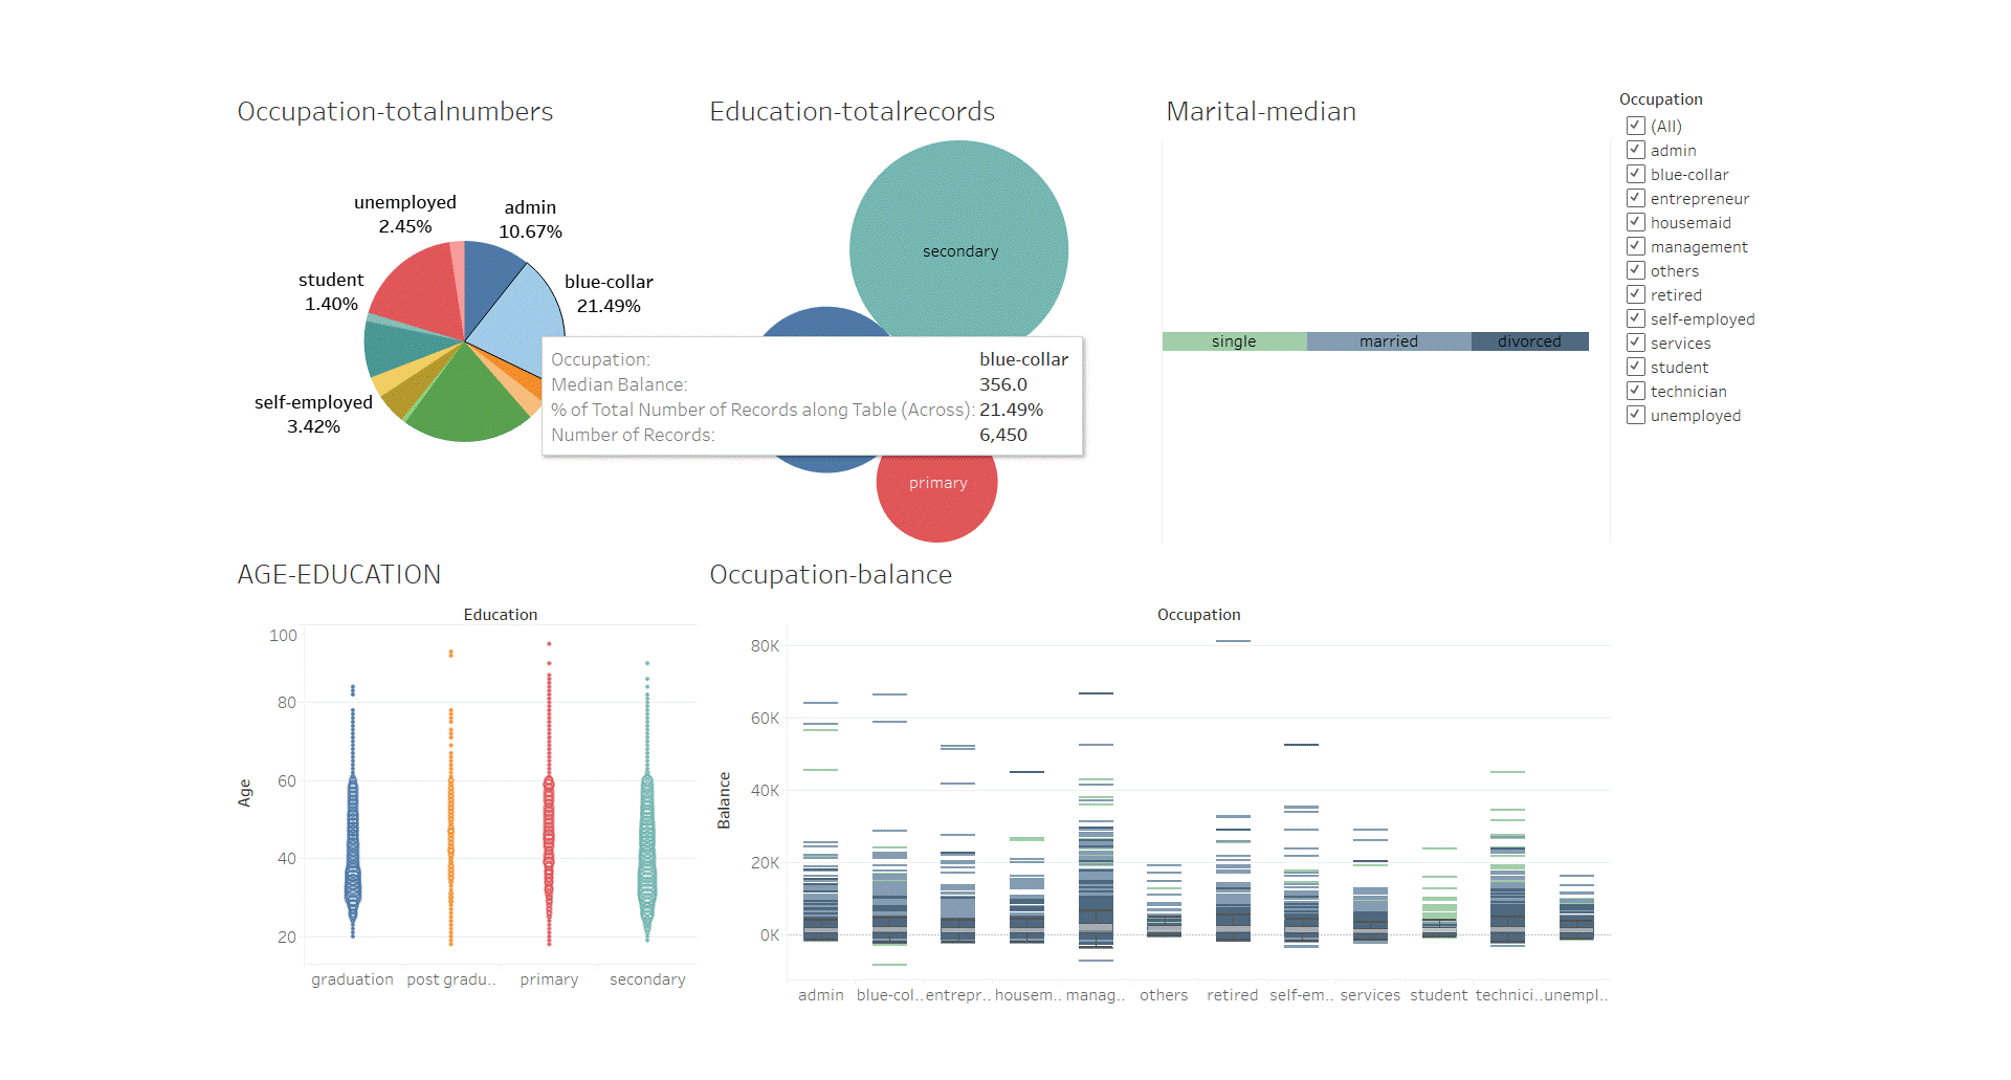 Occupation-totalnumbers
unemployed
2.45%
admin
10.67%
student
1.40%
blue-collar
21.49%
self-employed
3.42%
Education-totalrecords
secondary
primary
Occupation: blue-collar
Median Balance: 356.0
% of Total Number of Records along Table (Across): 21.49%
Number of Records: 6,450
Marital-median
single married divorced
Occupation
(All)
admin
blue-collar
entrepreneur
housemaid
management
others
retired
self-employed
services
student
technician
unemployed
AGE-EDUCATION
Education
Age
100
80
60
40
20
graduation post gradu.. primary secondary
Occupation-balance
Occupation
Balance
80K
60K
40K
20K
0K
admin blue-col.. entrepr.. housem.. manag.. others retired self-em.. services student technici.. unempl..